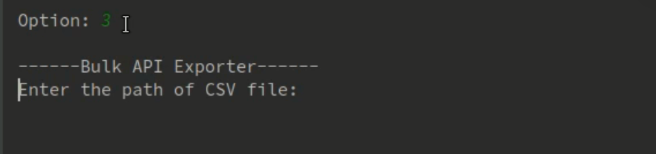 Option: 3
------Bulk API Exporter------
Enter the path of CSV file: